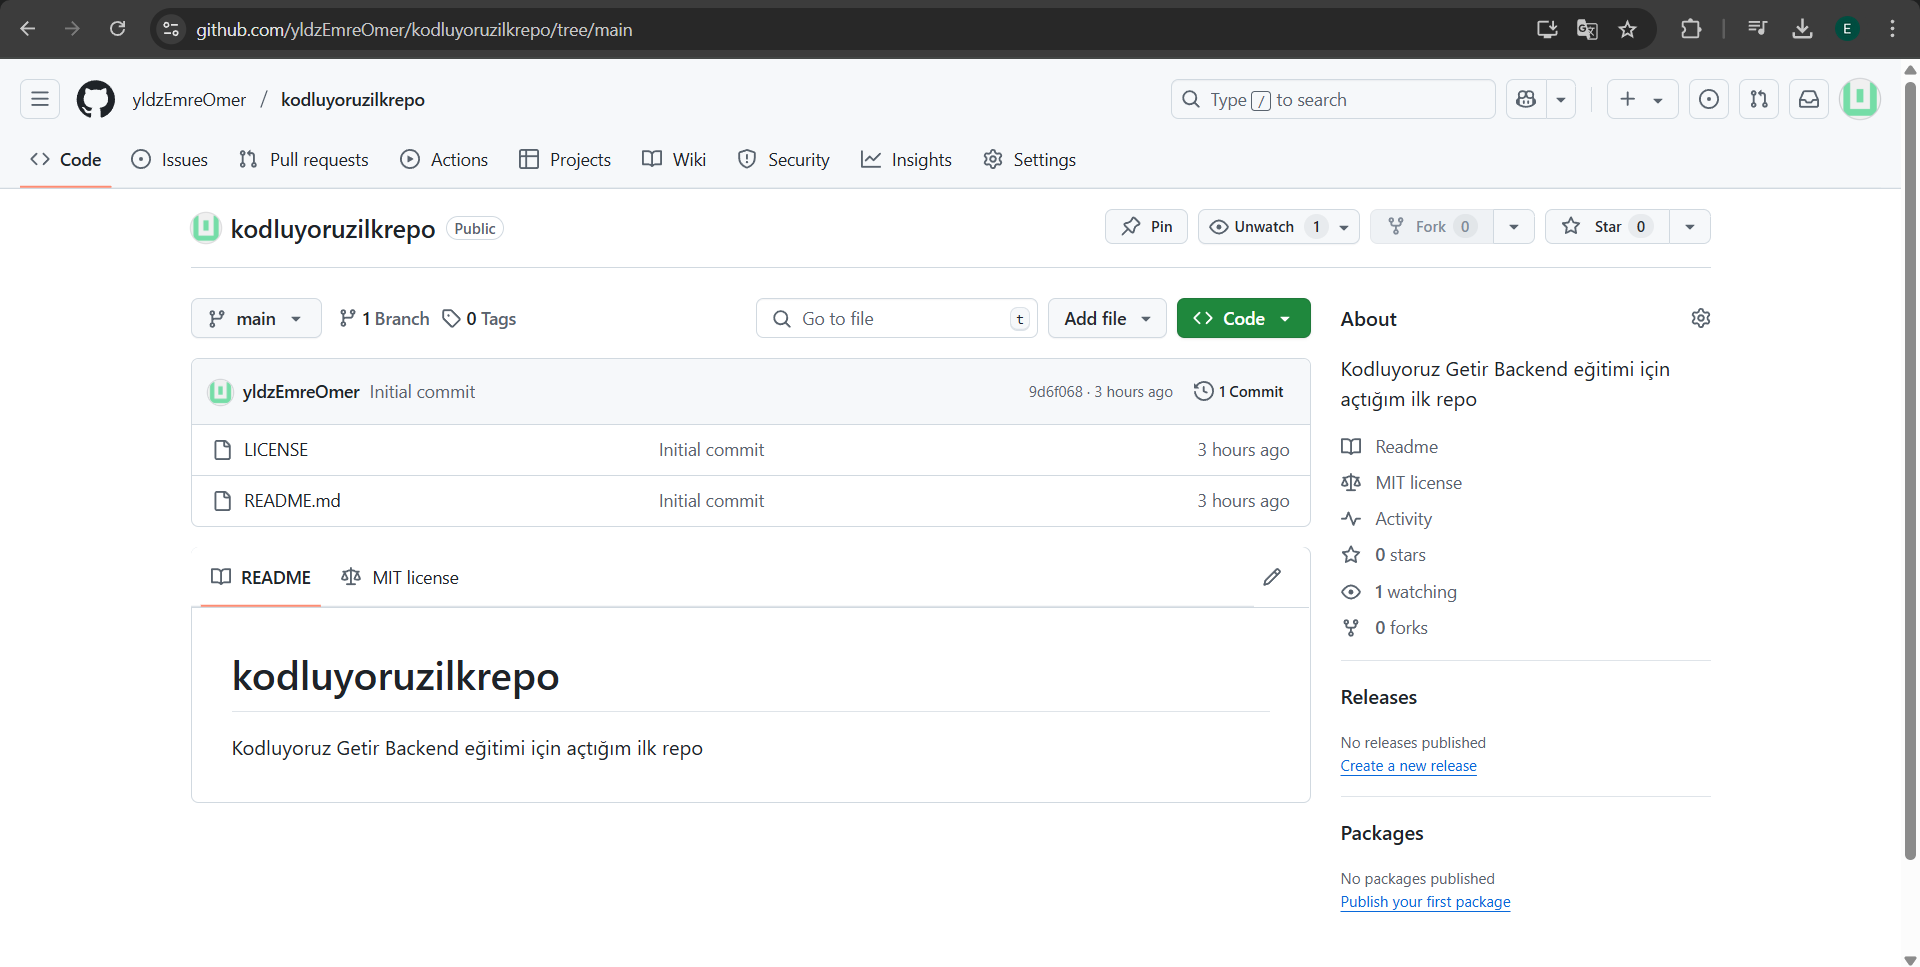 github.com/yldzEmreOmer/kodluyoruzilkrepo/tree/main
E
yldzEmreOmer / kodluyoruzilkrepo
Type / to search
Code Issues Pull requests Actions Projects Wiki Security Insights Settings
kodluyoruzilkrepo Public
Pin Unwatch 1 Fork 0 Star 0
main 1 Branch 0 Tags Go to file t Add file Code
yldzEmreOmer Initial commit 9d6f068 · 3 hours ago 1 Commit
LICENSE Initial commit 3 hours ago
README.md Initial commit 3 hours ago
README MIT license
kodluyoruzilkrepo
Kodluyoruz Getir Backend eğitimi için açtığım ilk repo
About
Kodluyoruz Getir Backend eğitimi için
açtığım ilk repo
Readme
MIT license
Activity
0 stars
1 watching
0 forks
Releases
No releases published
Create a new release
Packages
No packages published
Publish your first package